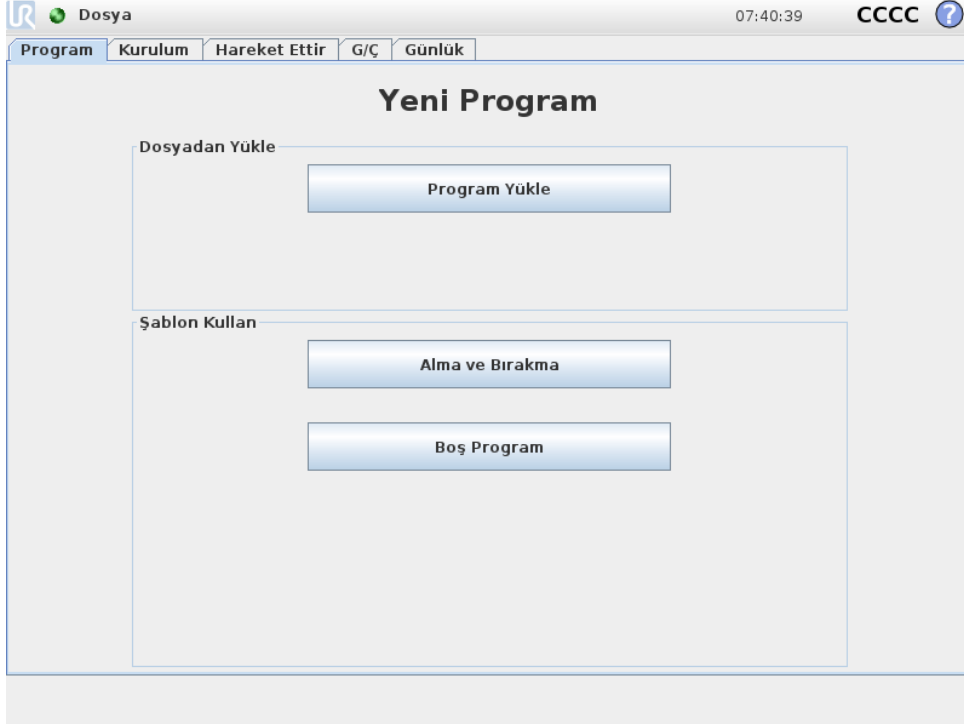 UR Dosya 07:40:39 CCCC ?
Program Kurulum Hareket Ettir G/Ç Günlük
Yeni Program
Dosyadan Yükle
Program Yükle
Şablon Kullan
Alma ve Bırakma
Boş Program